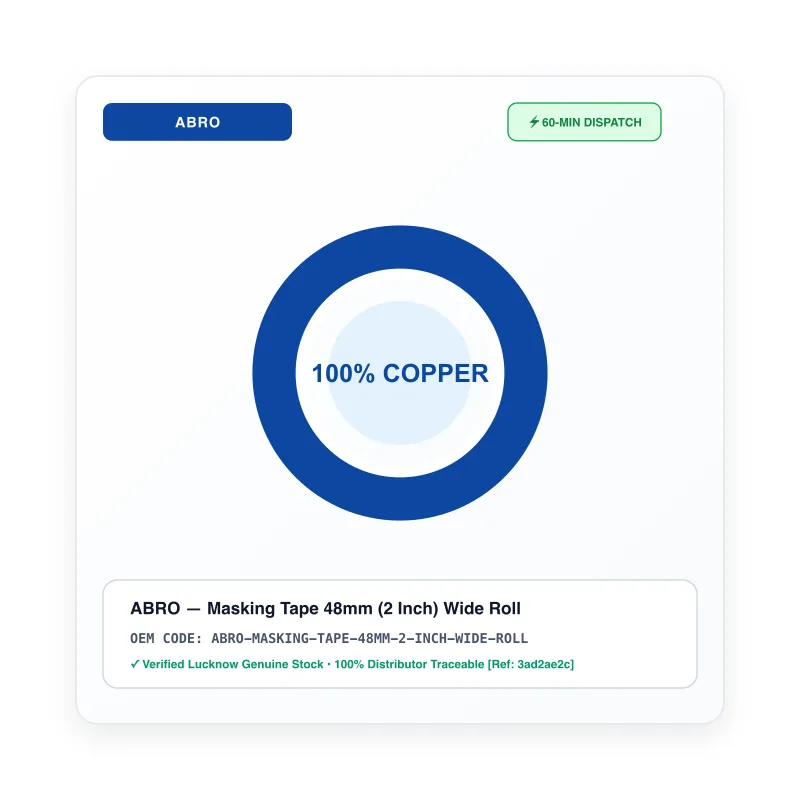 ABRO
⚡ 60-MIN DISPATCH
100% COPPER
ABRO — Masking Tape 48mm (2 Inch) Wide Roll
OEM CODE: ABRO-MASKING-TAPE-48MM-2-INCH-WIDE-ROLL
✓ Verified Lucknow Genuine Stock · 100% Distributor Traceable [Ref: 3ad2ae2c]